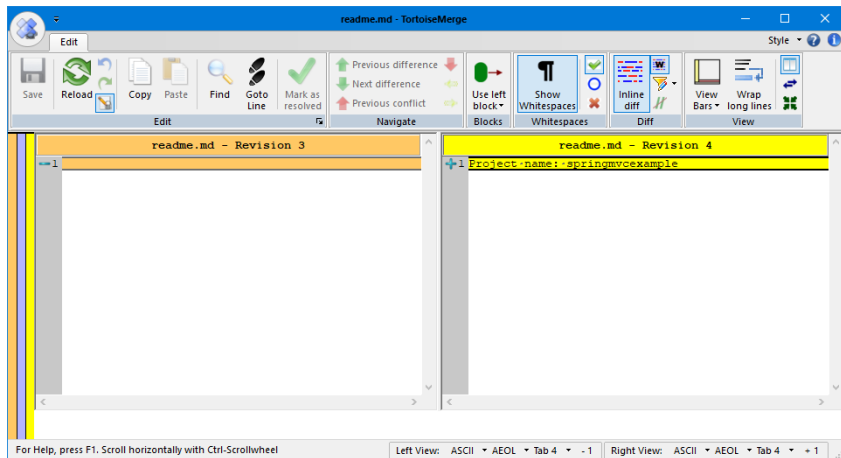 readme.md - TortoiseMerge
Edit
Style
Save
Reload
Copy
Paste
Find
Goto Line
Mark as resolved
Edit
Previous difference
Next difference
Previous conflict
Navigate
Use left block
Blocks
Show Whitespaces
Whitespaces
Inline diff
Diff
View Bars
Wrap long lines
View
readme.md - Revision 3
1
readme.md - Revision 4
1 Project·name:·springmvcexample
For Help, press F1. Scroll horizontally with Ctrl-Scrollwheel
Left View: ASCII AEOL Tab 4 - 1
Right View: ASCII AEOL Tab 4 + 1